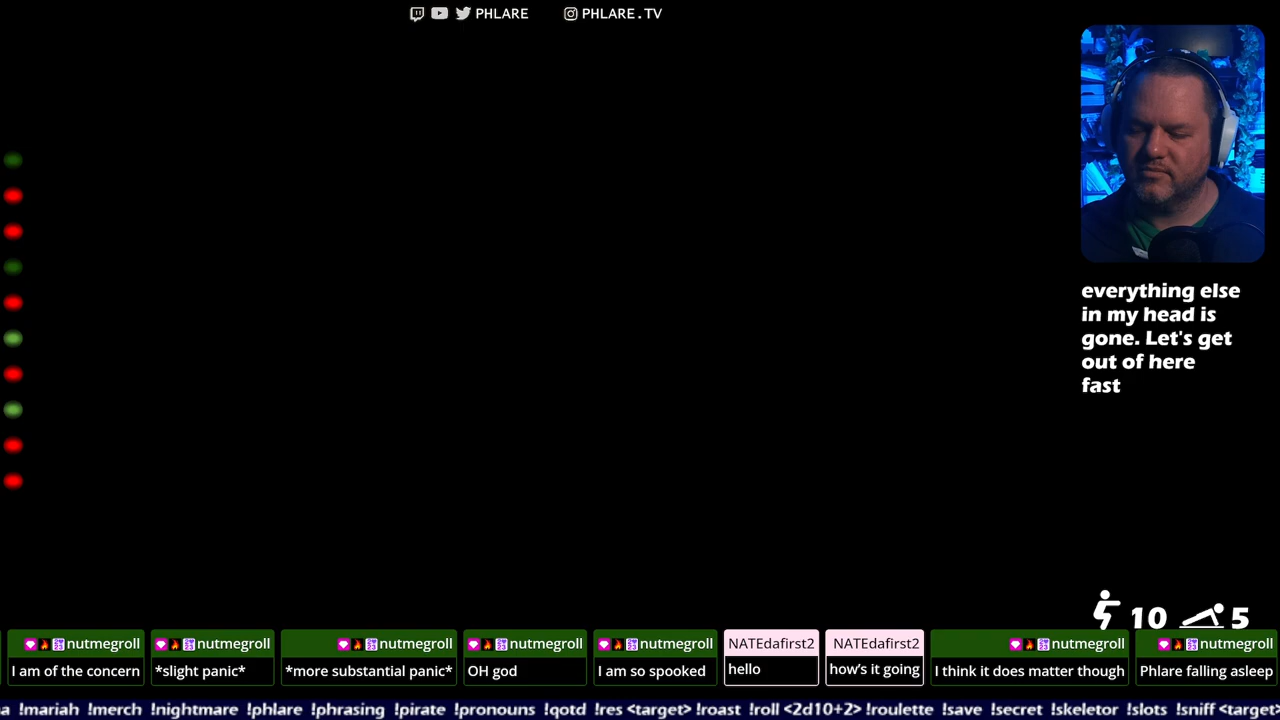 PHLARE PHLARE.TV
everything else
in my head is
gone. Let's get
out of here
fast
10 5
nutmegroll
I am of the concern
nutmegroll
*slight panic*
nutmegroll
*more substantial panic*
nutmegroll
OH god
nutmegroll
I am so spooked
NATEdafirst2
hello
NATEdafirst2
how's it going
nutmegroll
I think it does matter though
nutmegroll
Phlare falling asleep
a !mariah !merch !nightmare !phlare !phrasing !pirate !pronouns !qotd !res <target> !roast !roll <2d10+2> !roulette !save !secret !skeletor !slots !sniff <target>